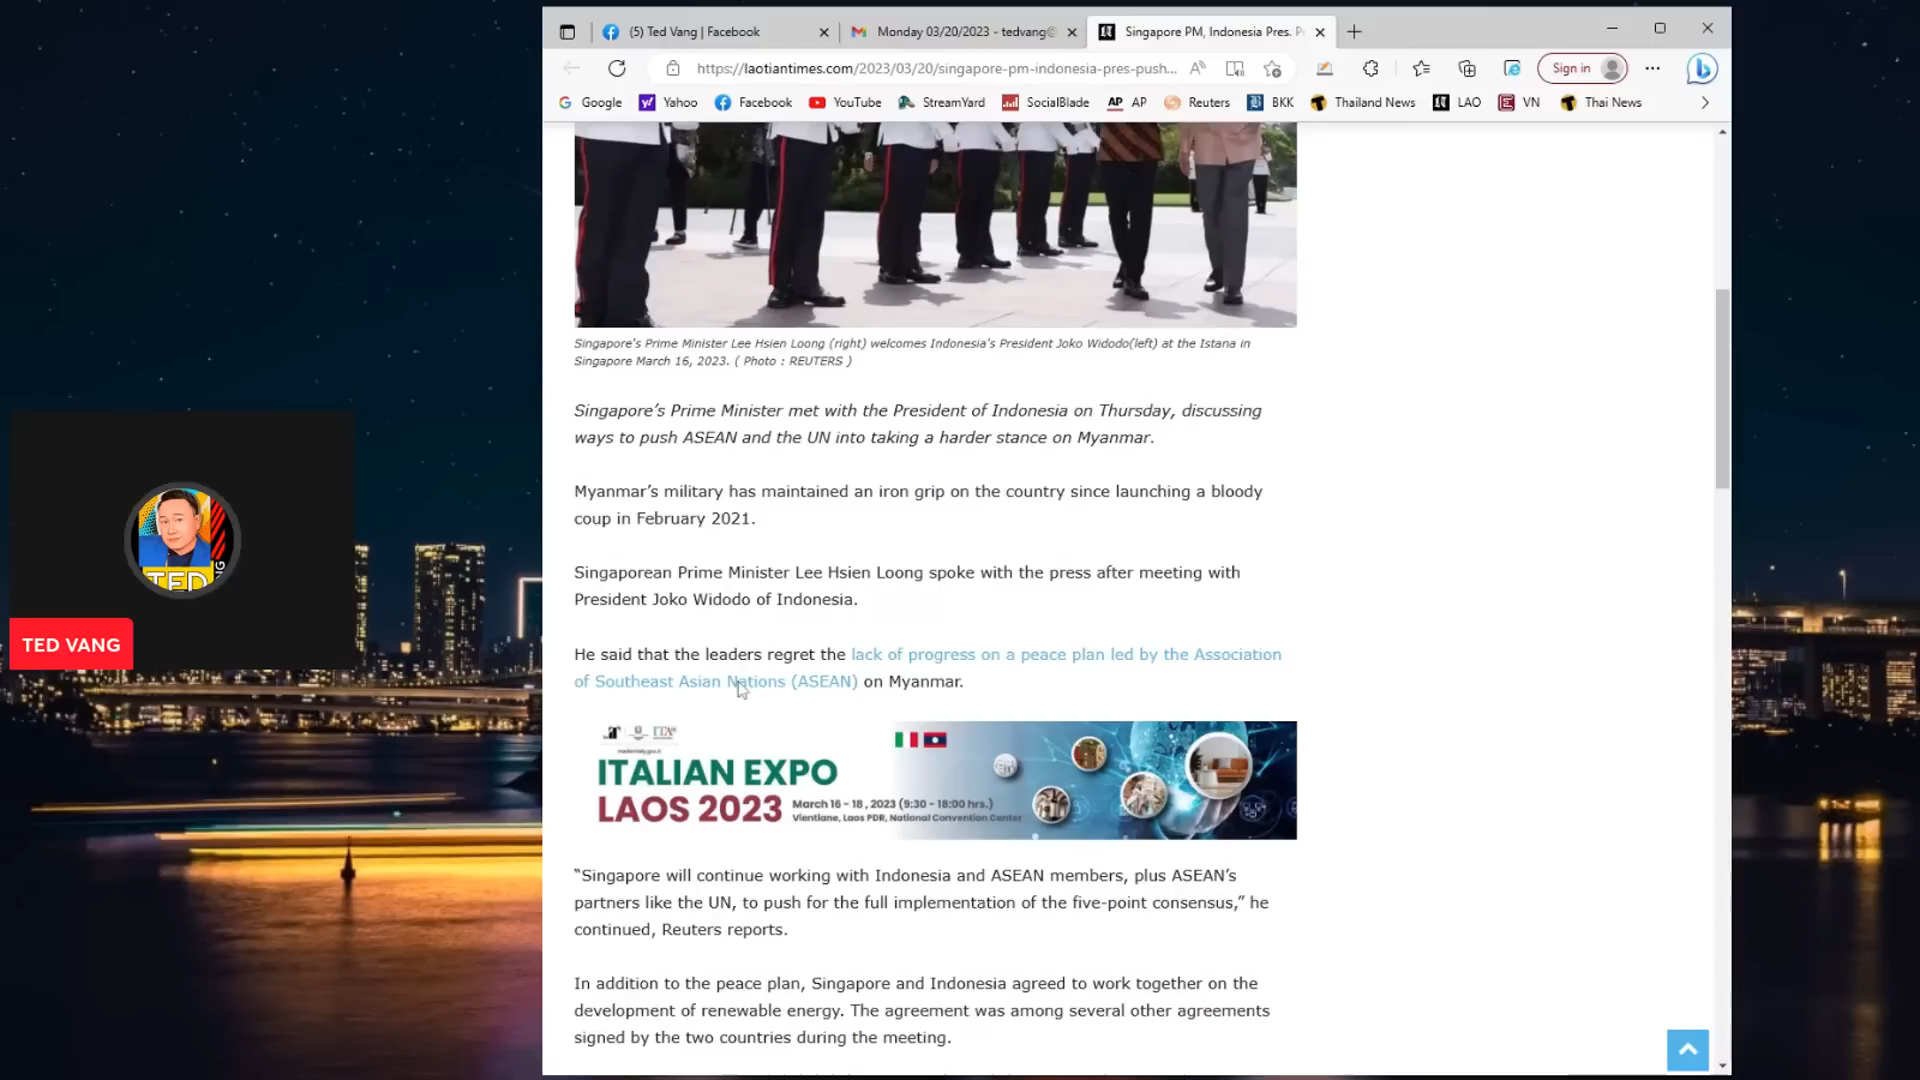 (5) Ted Vang | Facebook
Monday 03/20/2023 - tedvang@
Singapore PM, Indonesia Pres. P
https://laotiantimes.com/2023/03/20/singapore-pm-indonesia-pres-push...
Sign in
Google
Yahoo
Facebook
YouTube
StreamYard
SocialBlade
AP AP
Reuters
BKK
Thailand News
LAO
VN
Thai News
Singapore's Prime Minister Lee Hsien Loong (right) welcomes Indonesia's President Joko Widodo(left) at the Istana in
Singapore March 16, 2023. ( Photo : REUTERS )
Singapore’s Prime Minister met with the President of Indonesia on Thursday, discussing
ways to push ASEAN and the UN into taking a harder stance on Myanmar.
Myanmar’s military has maintained an iron grip on the country since launching a bloody
coup in February 2021.
Singaporean Prime Minister Lee Hsien Loong spoke with the press after meeting with
President Joko Widodo of Indonesia.
TED
TED VANG
He said that the leaders regret the lack of progress on a peace plan led by the Association
of Southeast Asian Nations (ASEAN) on Myanmar.
ITALIAN EXPO
LAOS 2023
March 16 - 18 , 2023 (9:30 - 18:00 hrs.)
Vientiane, Laos PDR, National Convention Center
“Singapore will continue working with Indonesia and ASEAN members, plus ASEAN’s
partners like the UN, to push for the full implementation of the five-point consensus,” he
continued, Reuters reports.
In addition to the peace plan, Singapore and Indonesia agreed to work together on the
development of renewable energy. The agreement was among several other agreements
signed by the two countries during the meeting.